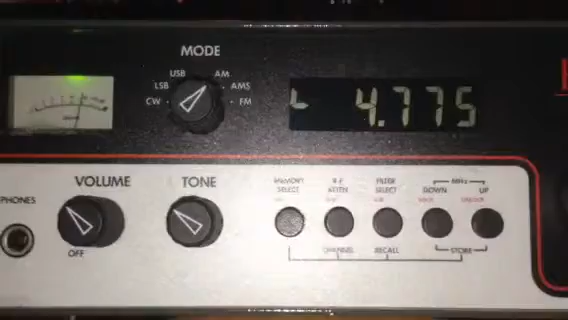 MODE
USB AM
LSB AMS
CW FM
4.775
VOLUME TONE
MEMORY SELECT
R-F ATTEN
FILTER SELECT
MHz
DOWN UP
PHONES
OFF
CHANNEL RECALL
STORE